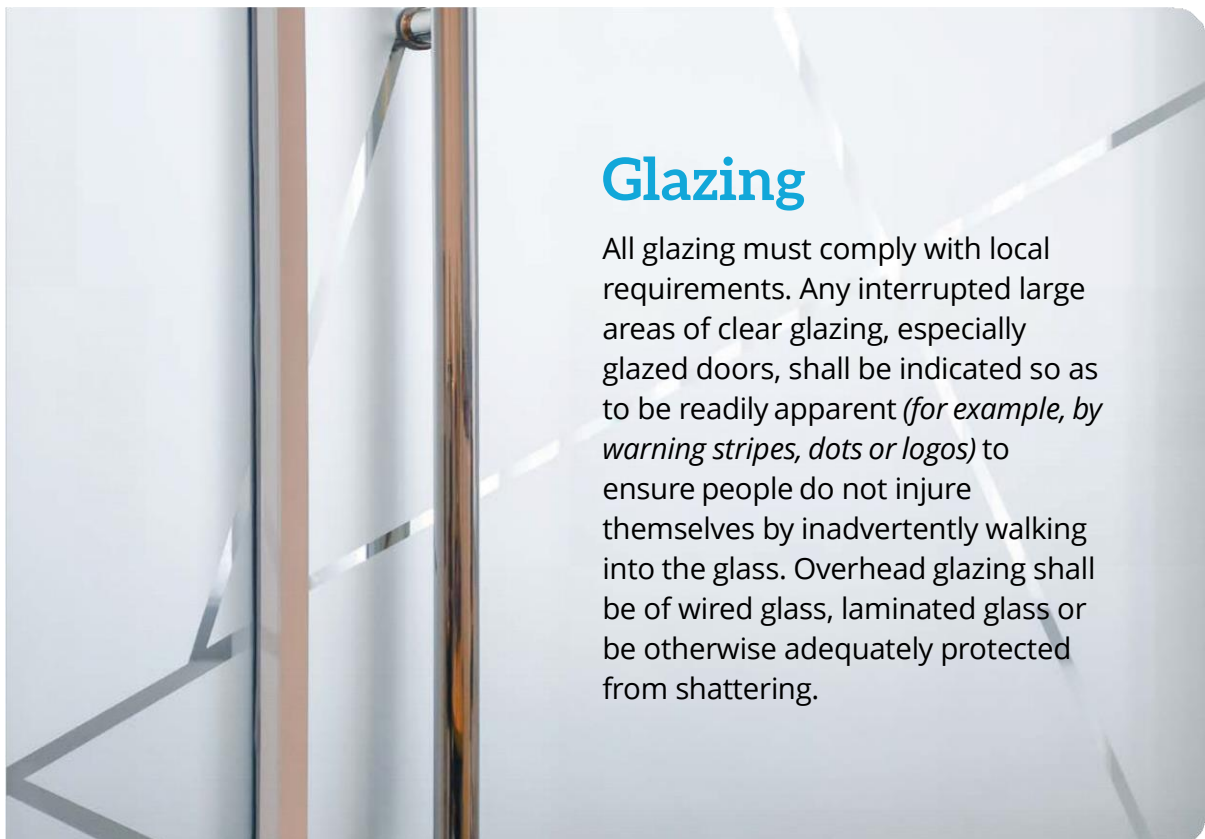 Glazing
All glazing must comply with local
requirements. Any interrupted large
areas of clear glazing, especially
glazed doors, shall be indicated so as
to be readily apparent (for example, by
warning stripes, dots or logos) to
ensure people do not injure
themselves by inadvertently walking
into the glass. Overhead glazing shall
be of wired glass, laminated glass or
be otherwise adequately protected
from shattering.